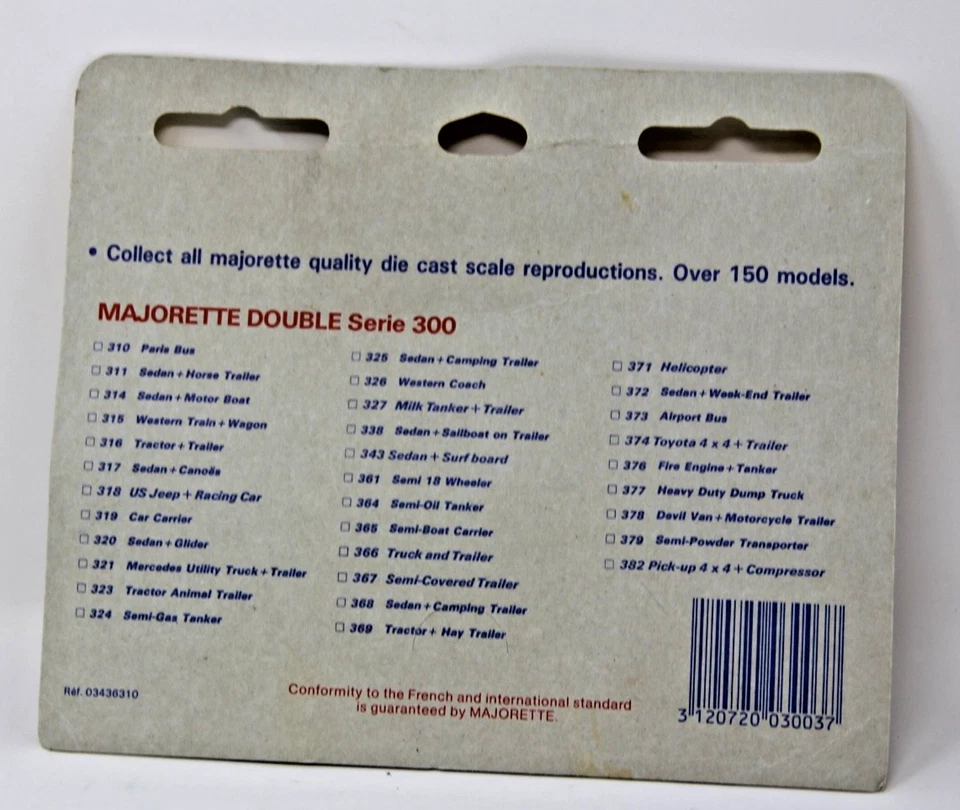 • Collect all majorette quality die cast scale reproductions. Over 150 models.
MAJORETTE DOUBLE Serie 300
☐ 310 Paris Bus
☐ 311 Sedan + Horse Trailer
☐ 314 Sedan + Motor Boat
☐ 315 Western Train + Wagon
☐ 316 Tractor + Trailer
☐ 317 Sedan + Canoës
☐ 318 US Jeep + Racing Car
☐ 319 Car Carrier
☐ 320 Sedan + Glider
☐ 321 Mercedes Utility Truck + Trailer
☐ 323 Tractor Animal Trailer
☐ 324 Semi-Gas Tanker
☐ 325 Sedan + Camping Trailer
☐ 326 Western Coach
☐ 327 Milk Tanker + Trailer
☐ 338 Sedan + Sailboat on Trailer
☐ 343 Sedan + Surf board
☐ 361 Semi 18 Wheeler
☐ 364 Semi-Oil Tanker
☐ 365 Semi-Boat Carrier
☐ 366 Truck and Trailer
☐ 367 Semi-Covered Trailer
☐ 368 Sedan + Camping Trailer
☐ 369 Tractor + Hay Trailer
☐ 371 Helicopter
☐ 372 Sedan + Week-End Trailer
☐ 373 Airport Bus
☐ 374 Toyota 4 x 4 + Trailer
☐ 376 Fire Engine + Tanker
☐ 377 Heavy Duty Dump Truck
☐ 378 Devil Van + Motorcycle Trailer
☐ 379 Semi-Powder Transporter
☐ 382 Pick-up 4 x 4 + Compressor
Réf. 03436310
Conformity to the French and international standard
is guaranteed by MAJORETTE.
3 120720 030037